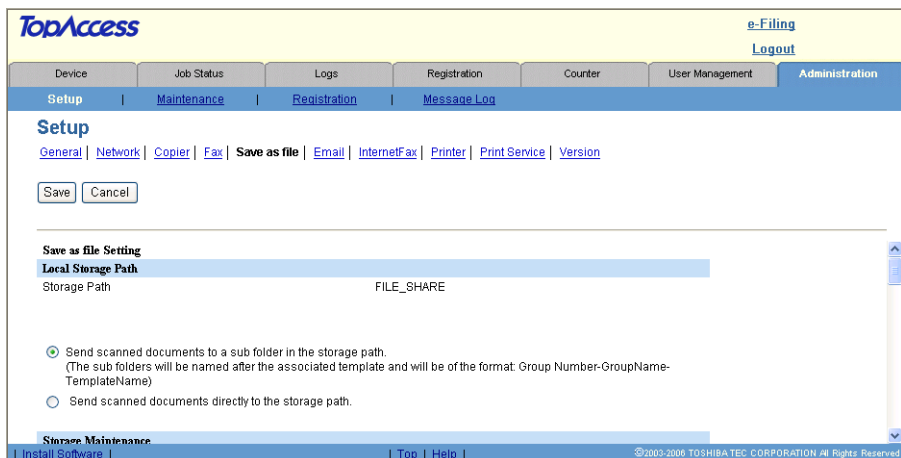 TopAccess
e-Filing
Logout
Device Job Status Logs Registration Counter User Management Administration
Setup | Maintenance | Registration | Message Log
Setup
General | Network | Copier | Fax | Save as file | Email | InternetFax | Printer | Print Service | Version
Save Cancel
Save as file Setting
Local Storage Path
Storage Path FILE_SHARE
Send scanned documents to a sub folder in the storage path.
(The sub folders will be named after the associated template and will be of the format: Group Number-GroupName-
TemplateName)
Send scanned documents directly to the storage path.
Storage Maintenance
| Install Software | | Top | Help | ©2003-2006 TOSHIBA TEC CORPORATION All Rights Reserved